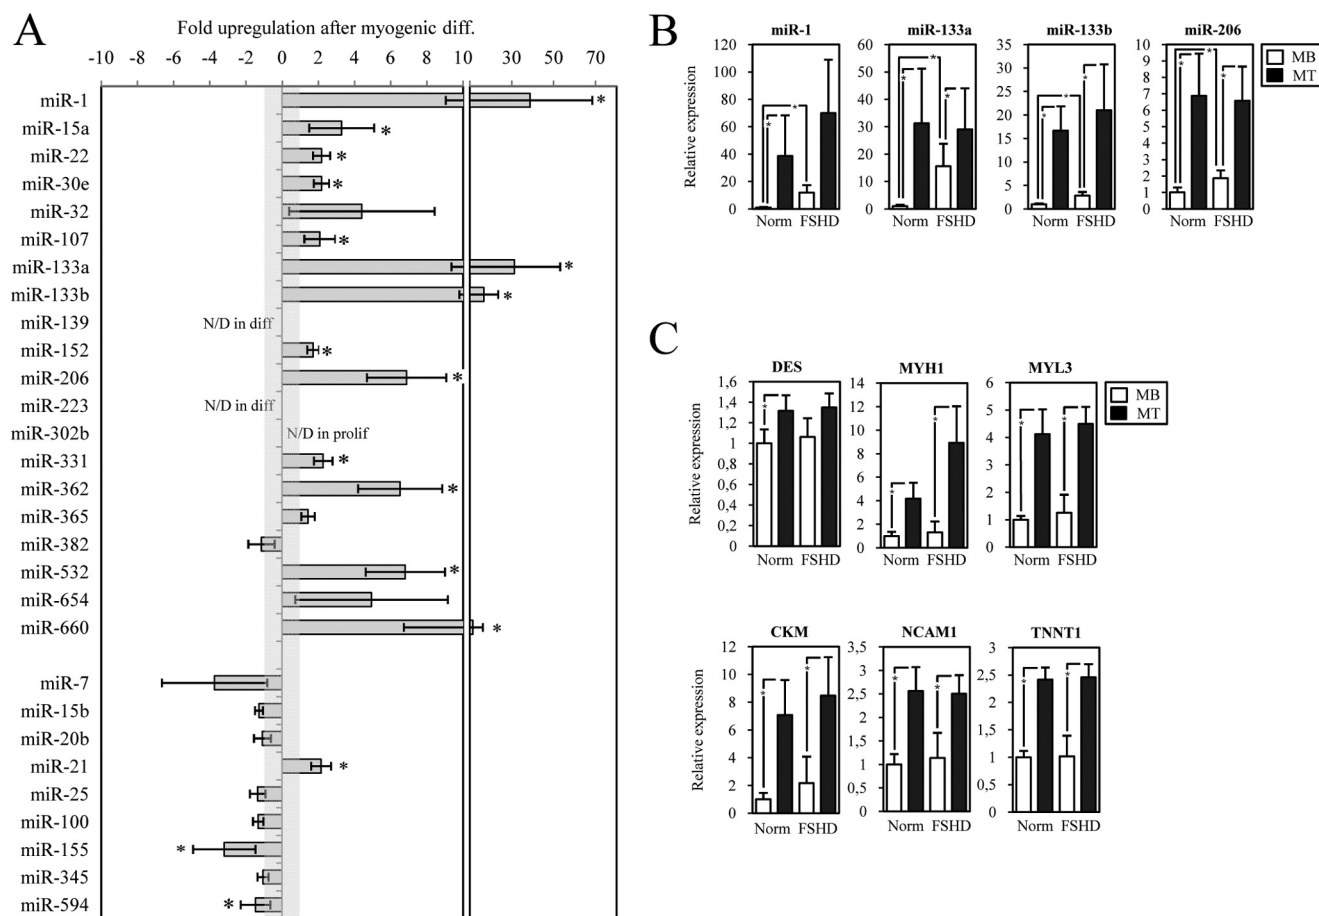 A
Fold upregulation after myogenic diff.
-10 -8 -6 -4 -2 0 2 4 6 8 10 30 50 70
miR-1 *
miR-15a *
miR-22 *
miR-30e *
miR-32
miR-107 *
miR-133a *
miR-133b *
miR-139 N/D in diff
miR-152 *
miR-206 *
miR-223 N/D in diff
miR-302b N/D in prolif
miR-331 *
miR-362 *
miR-365
miR-382
miR-532 *
miR-654
miR-660 *
miR-7
miR-15b
miR-20b
miR-21 *
miR-25
miR-100
miR-155 *
miR-345
miR-594 *
B
Relative expression
miR-1
120
100
80
60
40
20
0
* *
Norm FSHD
miR-133a
60
50
40
30
20
10
0
* * *
Norm FSHD
miR-133b
35
30
25
20
15
10
5
0
* * *
Norm FSHD
miR-206
10
9
8
7
6
5
4
3
2
1
0
* * *
Norm FSHD
MB
MT
C
Relative expression
DES
1,6
1,4
1,2
1
0,8
0,6
0,4
0,2
0
*
Norm FSHD
MYH1
14
12
10
8
6
4
2
0
* *
Norm FSHD
MYL3
6
5
4
3
2
1
0
* *
Norm FSHD
MB
MT
Relative expression
CKM
12
10
8
6
4
2
0
* *
Norm FSHD
NCAM1
3,5
3
2,5
2
1,5
1
0,5
0
* *
Norm FSHD
TNNT1
3
2,5
2
1,5
1
0,5
0
* *
Norm FSHD